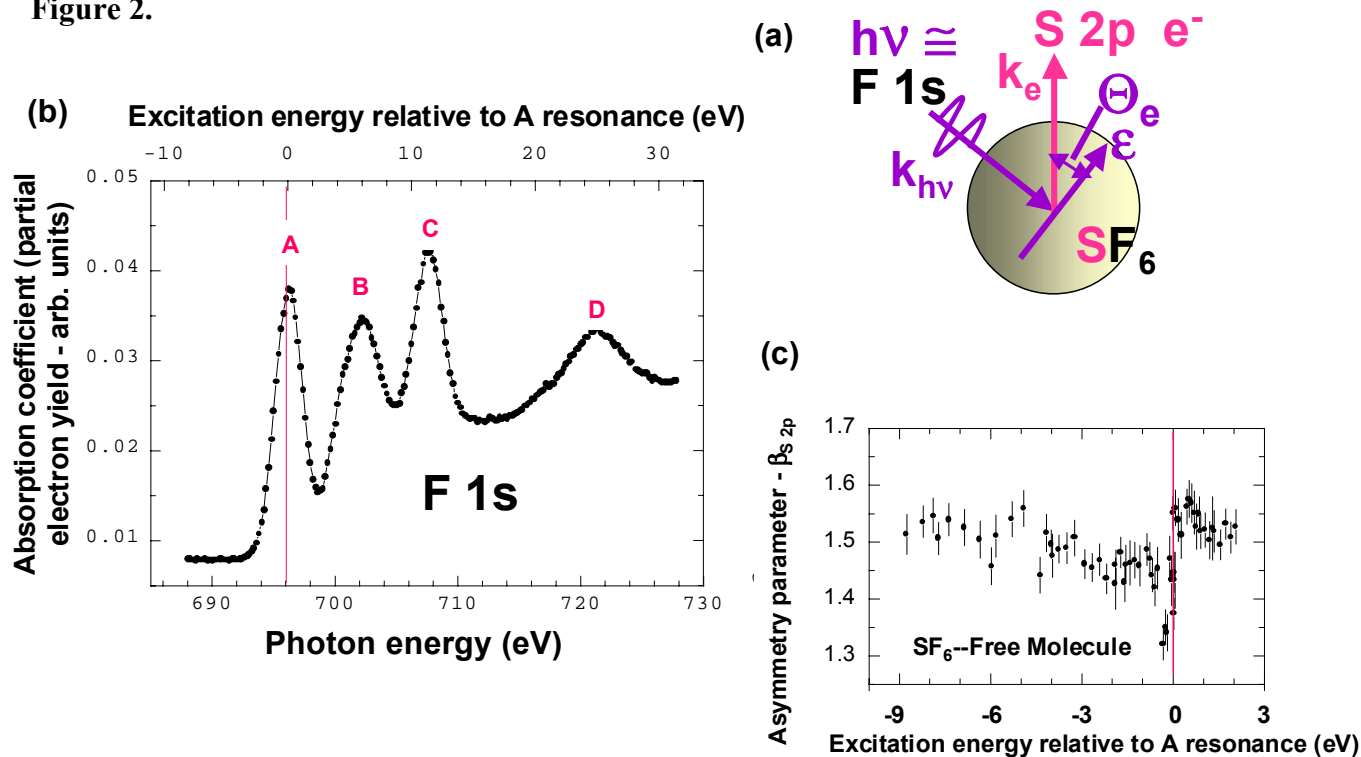 Figure 2.
(a)
hν ≅
F 1s
S 2p e-
ke
Θe
ε
khν
SF6
(b)
Excitation energy relative to A resonance (eV)
-10 0 10 20 30
Absorption coefficient (partial
electron yield - arb. units)
0.05
0.04
0.03
0.02
0.01
A
B
C
D
F 1s
690 700 710 720 730
Photon energy (eV)
(c)
Asymmetry parameter - βS 2p
1.7
1.6
1.5
1.4
1.3
SF6--Free Molecule
-9 -6 -3 0 3
Excitation energy relative to A resonance (eV)